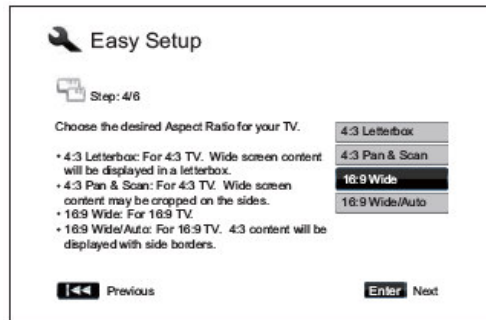 Easy Setup
Step: 4/6
Choose the desired Aspect Ratio for your TV.
• 4:3 Letterbox: For 4:3 TV. Wide screen content
will be displayed in a letterbox.
• 4:3 Pan & Scan: For 4:3 TV. Wide screen
content may be cropped on the sides.
• 16:9 Wide: For 16:9 TV.
• 16:9 Wide/Auto: For 16:9 TV. 4:3 content will be
displayed with side borders.
4:3 Letterbox
4:3 Pan & Scan
16:9 Wide
16:9 Wide/Auto
Previous
Enter Next